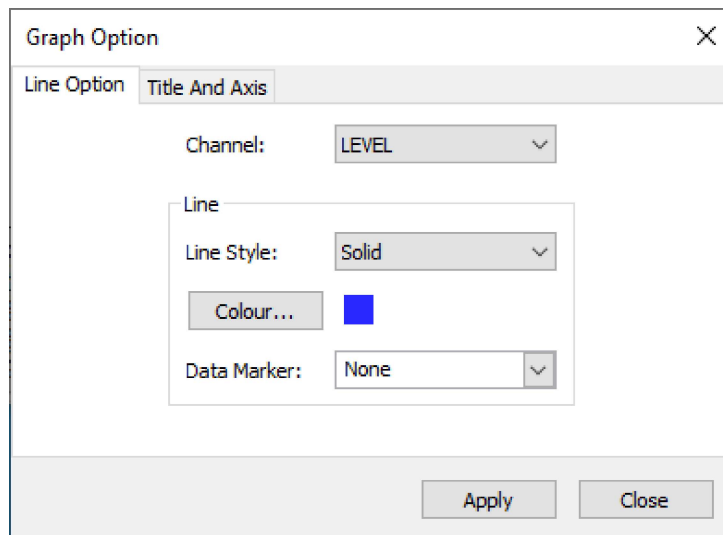 Graph Option
Line Option
Title And Axis
Channel:
LEVEL
Line
Line Style:
Solid
Colour...
Data Marker:
None
Apply
Close